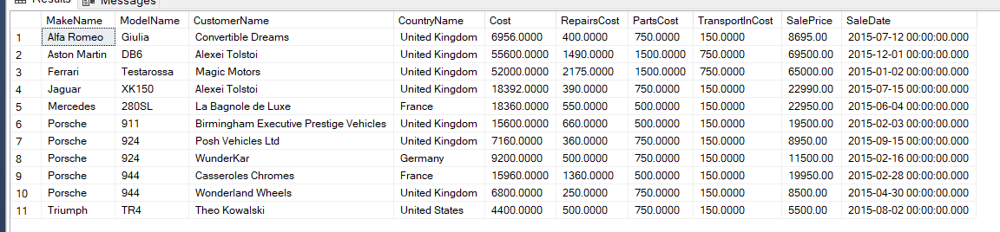 Results Messages
MakeName ModelName CustomerName CountryName Cost RepairsCost PartsCost TransportInCost SalePrice SaleDate
1 Alfa Romeo Giulia Convertible Dreams United Kingdom 6956.0000 400.0000 750.0000 150.0000 8695.00 2015-07-12 00:00:00.000
2 Aston Martin DB6 Alexei Tolstoi United Kingdom 55600.0000 1490.0000 1500.0000 750.0000 69500.00 2015-12-01 00:00:00.000
3 Ferrari Testarossa Magic Motors United Kingdom 52000.0000 2175.0000 1500.0000 750.0000 65000.00 2015-01-02 00:00:00.000
4 Jaguar XK150 Alexei Tolstoi United Kingdom 18392.0000 390.0000 750.0000 150.0000 22990.00 2015-07-15 00:00:00.000
5 Mercedes 280SL La Bagnole de Luxe France 18360.0000 550.0000 500.0000 150.0000 22950.00 2015-06-04 00:00:00.000
6 Porsche 911 Birmingham Executive Prestige Vehicles United Kingdom 15600.0000 660.0000 500.0000 150.0000 19500.00 2015-02-03 00:00:00.000
7 Porsche 924 Posh Vehicles Ltd United Kingdom 7160.0000 360.0000 750.0000 150.0000 8950.00 2015-09-15 00:00:00.000
8 Porsche 924 WunderKar Germany 9200.0000 500.0000 750.0000 150.0000 11500.00 2015-02-16 00:00:00.000
9 Porsche 944 Casseroles Chromes France 15960.0000 1360.0000 500.0000 150.0000 19950.00 2015-02-28 00:00:00.000
10 Porsche 944 Wonderland Wheels United Kingdom 6800.0000 250.0000 750.0000 150.0000 8500.00 2015-04-30 00:00:00.000
11 Triumph TR4 Theo Kowalski United States 4400.0000 500.0000 750.0000 150.0000 5500.00 2015-08-02 00:00:00.000